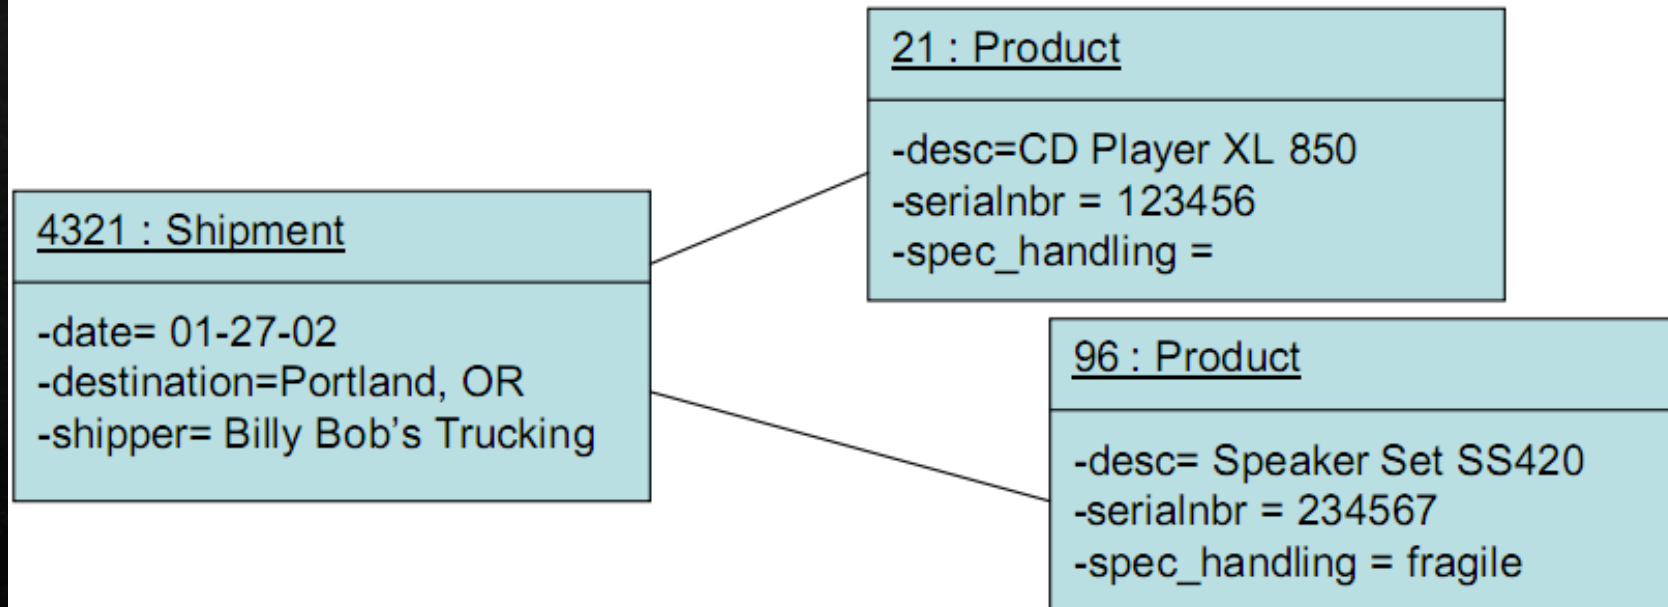 21 : Product
-desc=CD Player XL 850
-serialnbr = 123456
-spec_handling =
4321 : Shipment
-date= 01-27-02
-destination=Portland, OR
-shipper= Billy Bob’s Trucking
96 : Product
-desc= Speaker Set SS420
-serialnbr = 234567
-spec_handling = fragile